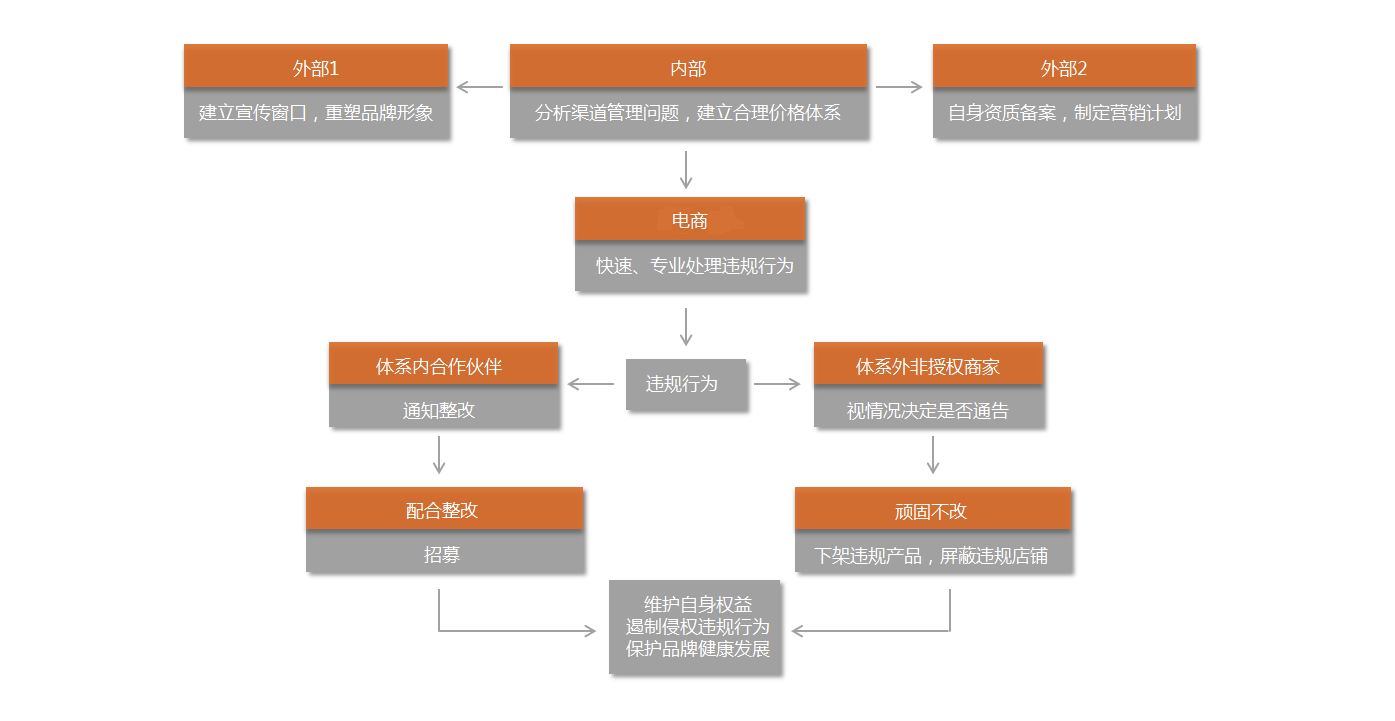 外部1
内部
外部2
建立宣传窗口，重塑品牌形象
分析渠道管理问题，建立合理价格体系
自身资质备案，制定营销计划
电商
快速、专业处理违规行为
体系内合作伙伴
违规行为
体系外非授权商家
通知整改
视情况决定是否通告
配合整改
顽固不改
招募
下架违规产品，屏蔽违规店铺
维护自身权益
遏制侵权违规行为
保护品牌健康发展